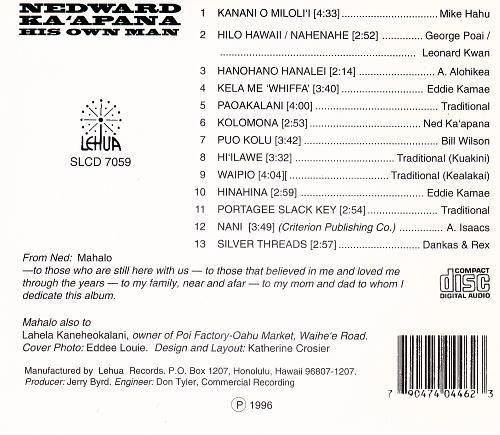 NEDWARD
KA'APANA
HIS OWN MAN
LEHUA
SLCD 7059
1 KANANI O MILOLI'I [4:33] .......................... Mike Hahu
2 HILO HAWAII / NAHENAHE [2:52] ............. George Poai /
........................................................... Leonard Kwan
3 HANOHANO HANALEI [2:14] ..................... A. Alohikea
4 KELA ME 'WHIFFA' [3:40] ........................ Eddie Kamae
5 PAOAKALANI [4:00] ................................. Traditional
6 KOLOMONA [2:53] ............................. Ned Ka'apana
7 PUO KOLU [3:42] ...................................... Bill Wilson
8 HI'ILAWE [3:32] .......................... Traditional (Kuakini)
9 WAIPIO [4:04][ .......................... Traditional (Kealakai)
10 HINAHINA [2:59] .................................. Eddie Kamae
11 PORTAGEE SLACK KEY [2:54] ................... Traditional
12 NANI [3:49] (Criterion Publishing Co.) ............ A. Isaacs
13 SILVER THREADS [2:57] ...................... Dankas & Rex
From Ned: Mahalo
—to those who are still here with us — to those that believed in me and loved me
through the years — to my family, near and afar — to my mom and dad to whom I
dedicate this album.
COMPACT
disc
DIGITAL AUDIO
Mahalo also to
Lahela Kaneheokalani, owner of Poi Factory-Oahu Market, Waihe'e Road.
Cover Photo: Eddee Louie. Design and Layout: Katherine Crosier
Manufactured by Lehua Records. P.O. Box 1207, Honolulu, Hawaii 96807-1207.
Producer: Jerry Byrd. Engineer: Don Tyler, Commercial Recording
Ⓟ 1996
7 90474 04462 3